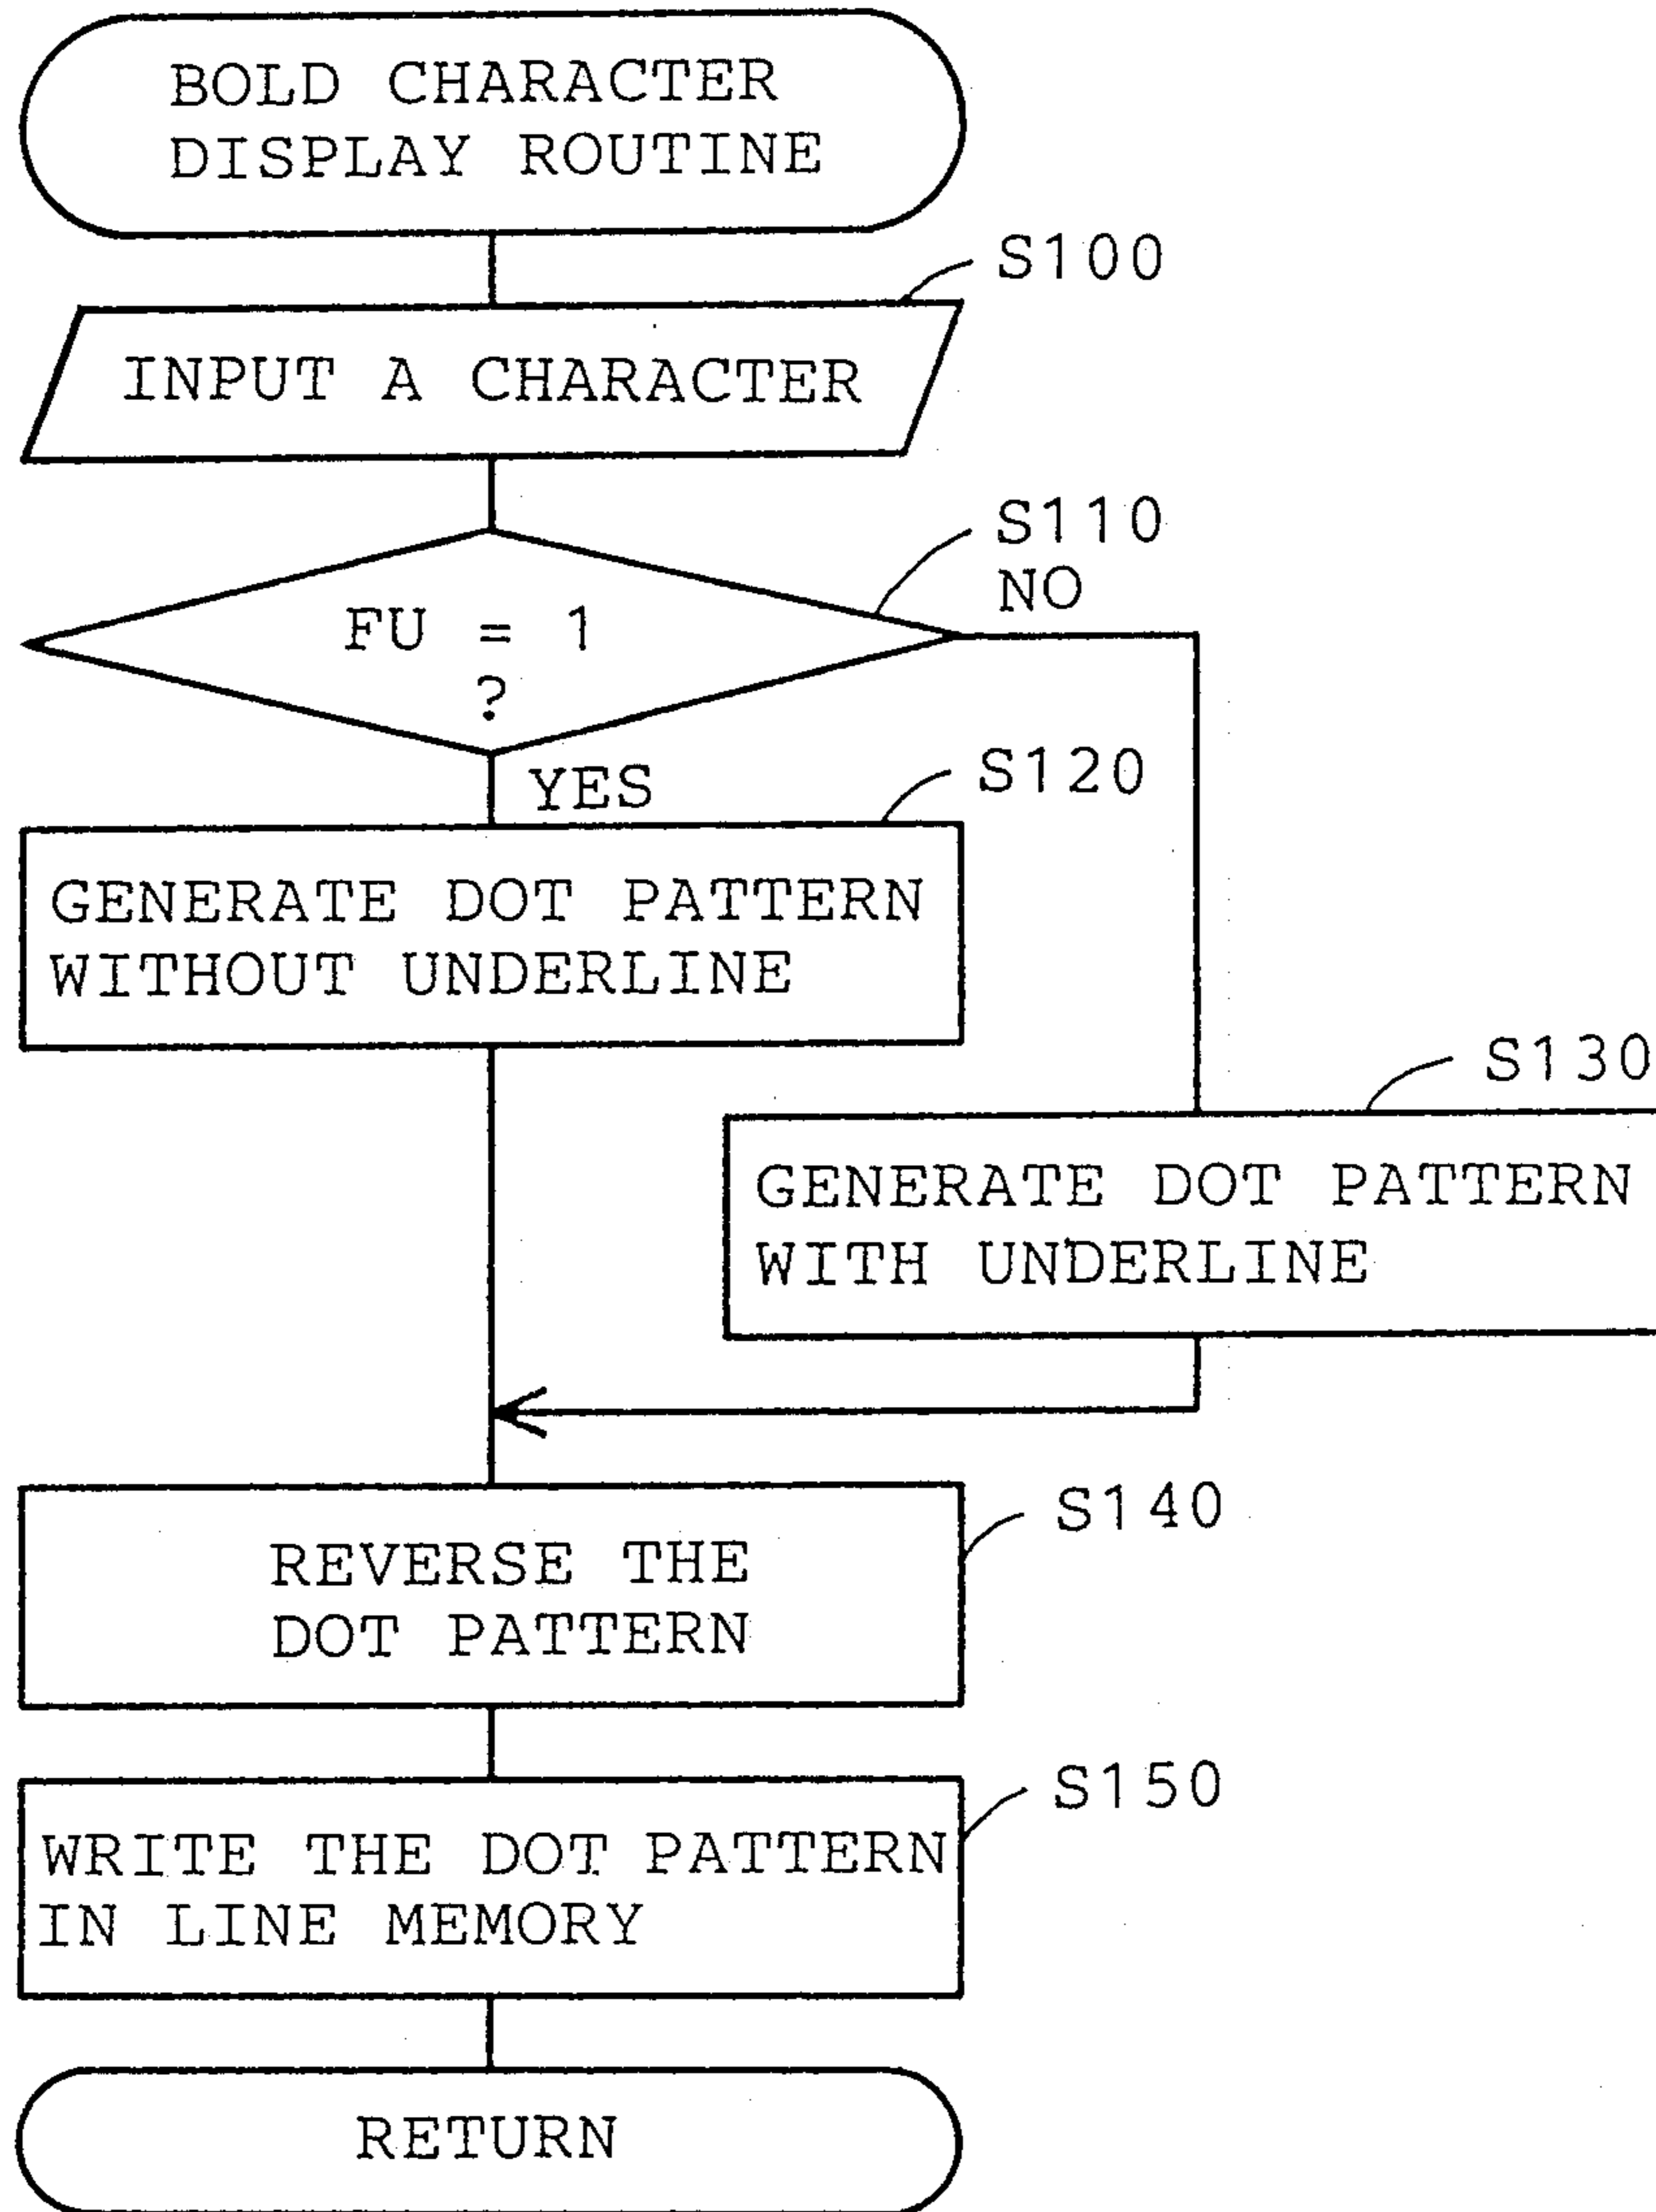 BOLD CHARACTER
DISPLAY ROUTINE
S100
INPUT A CHARACTER
S110
NO
FU = 1
?
YES
S120
GENERATE DOT PATTERN
WITHOUT UNDERLINE
S130
GENERATE DOT PATTERN
WITH UNDERLINE
S140
REVERSE THE
DOT PATTERN
S150
WRITE THE DOT PATTERN
IN LINE MEMORY
RETURN